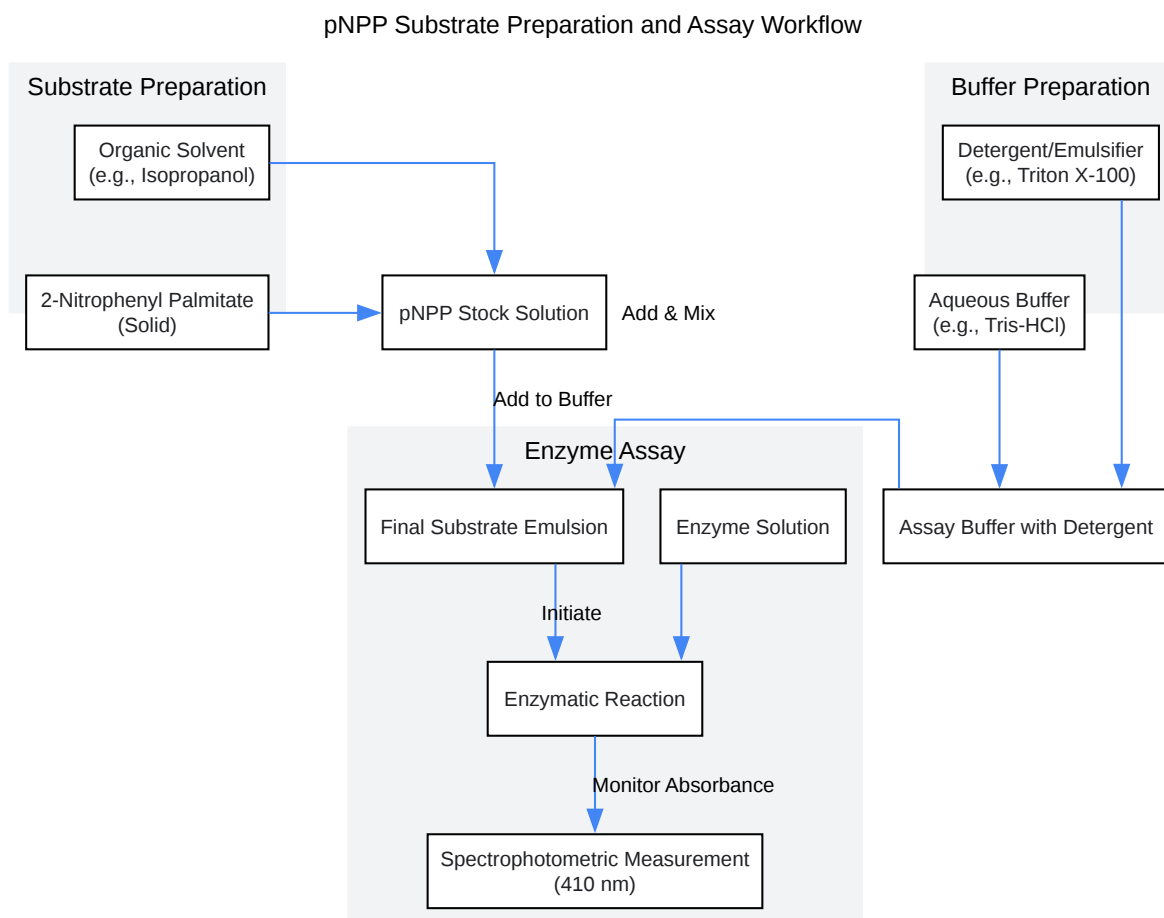 pNPP Substrate Preparation and Assay Workflow
Substrate Preparation
Buffer Preparation
Organic Solvent
(e.g., Isopropanol)
Detergent/Emulsifier
(e.g., Triton X-100)
2-Nitrophenyl Palmitate
(Solid)
pNPP Stock Solution
Add & Mix
Aqueous Buffer
(e.g., Tris-HCl)
Add to Buffer
Enzyme Assay
Final Substrate Emulsion
Enzyme Solution
Assay Buffer with Detergent
Initiate
Enzymatic Reaction
Monitor Absorbance
Spectrophotometric Measurement
(410 nm)